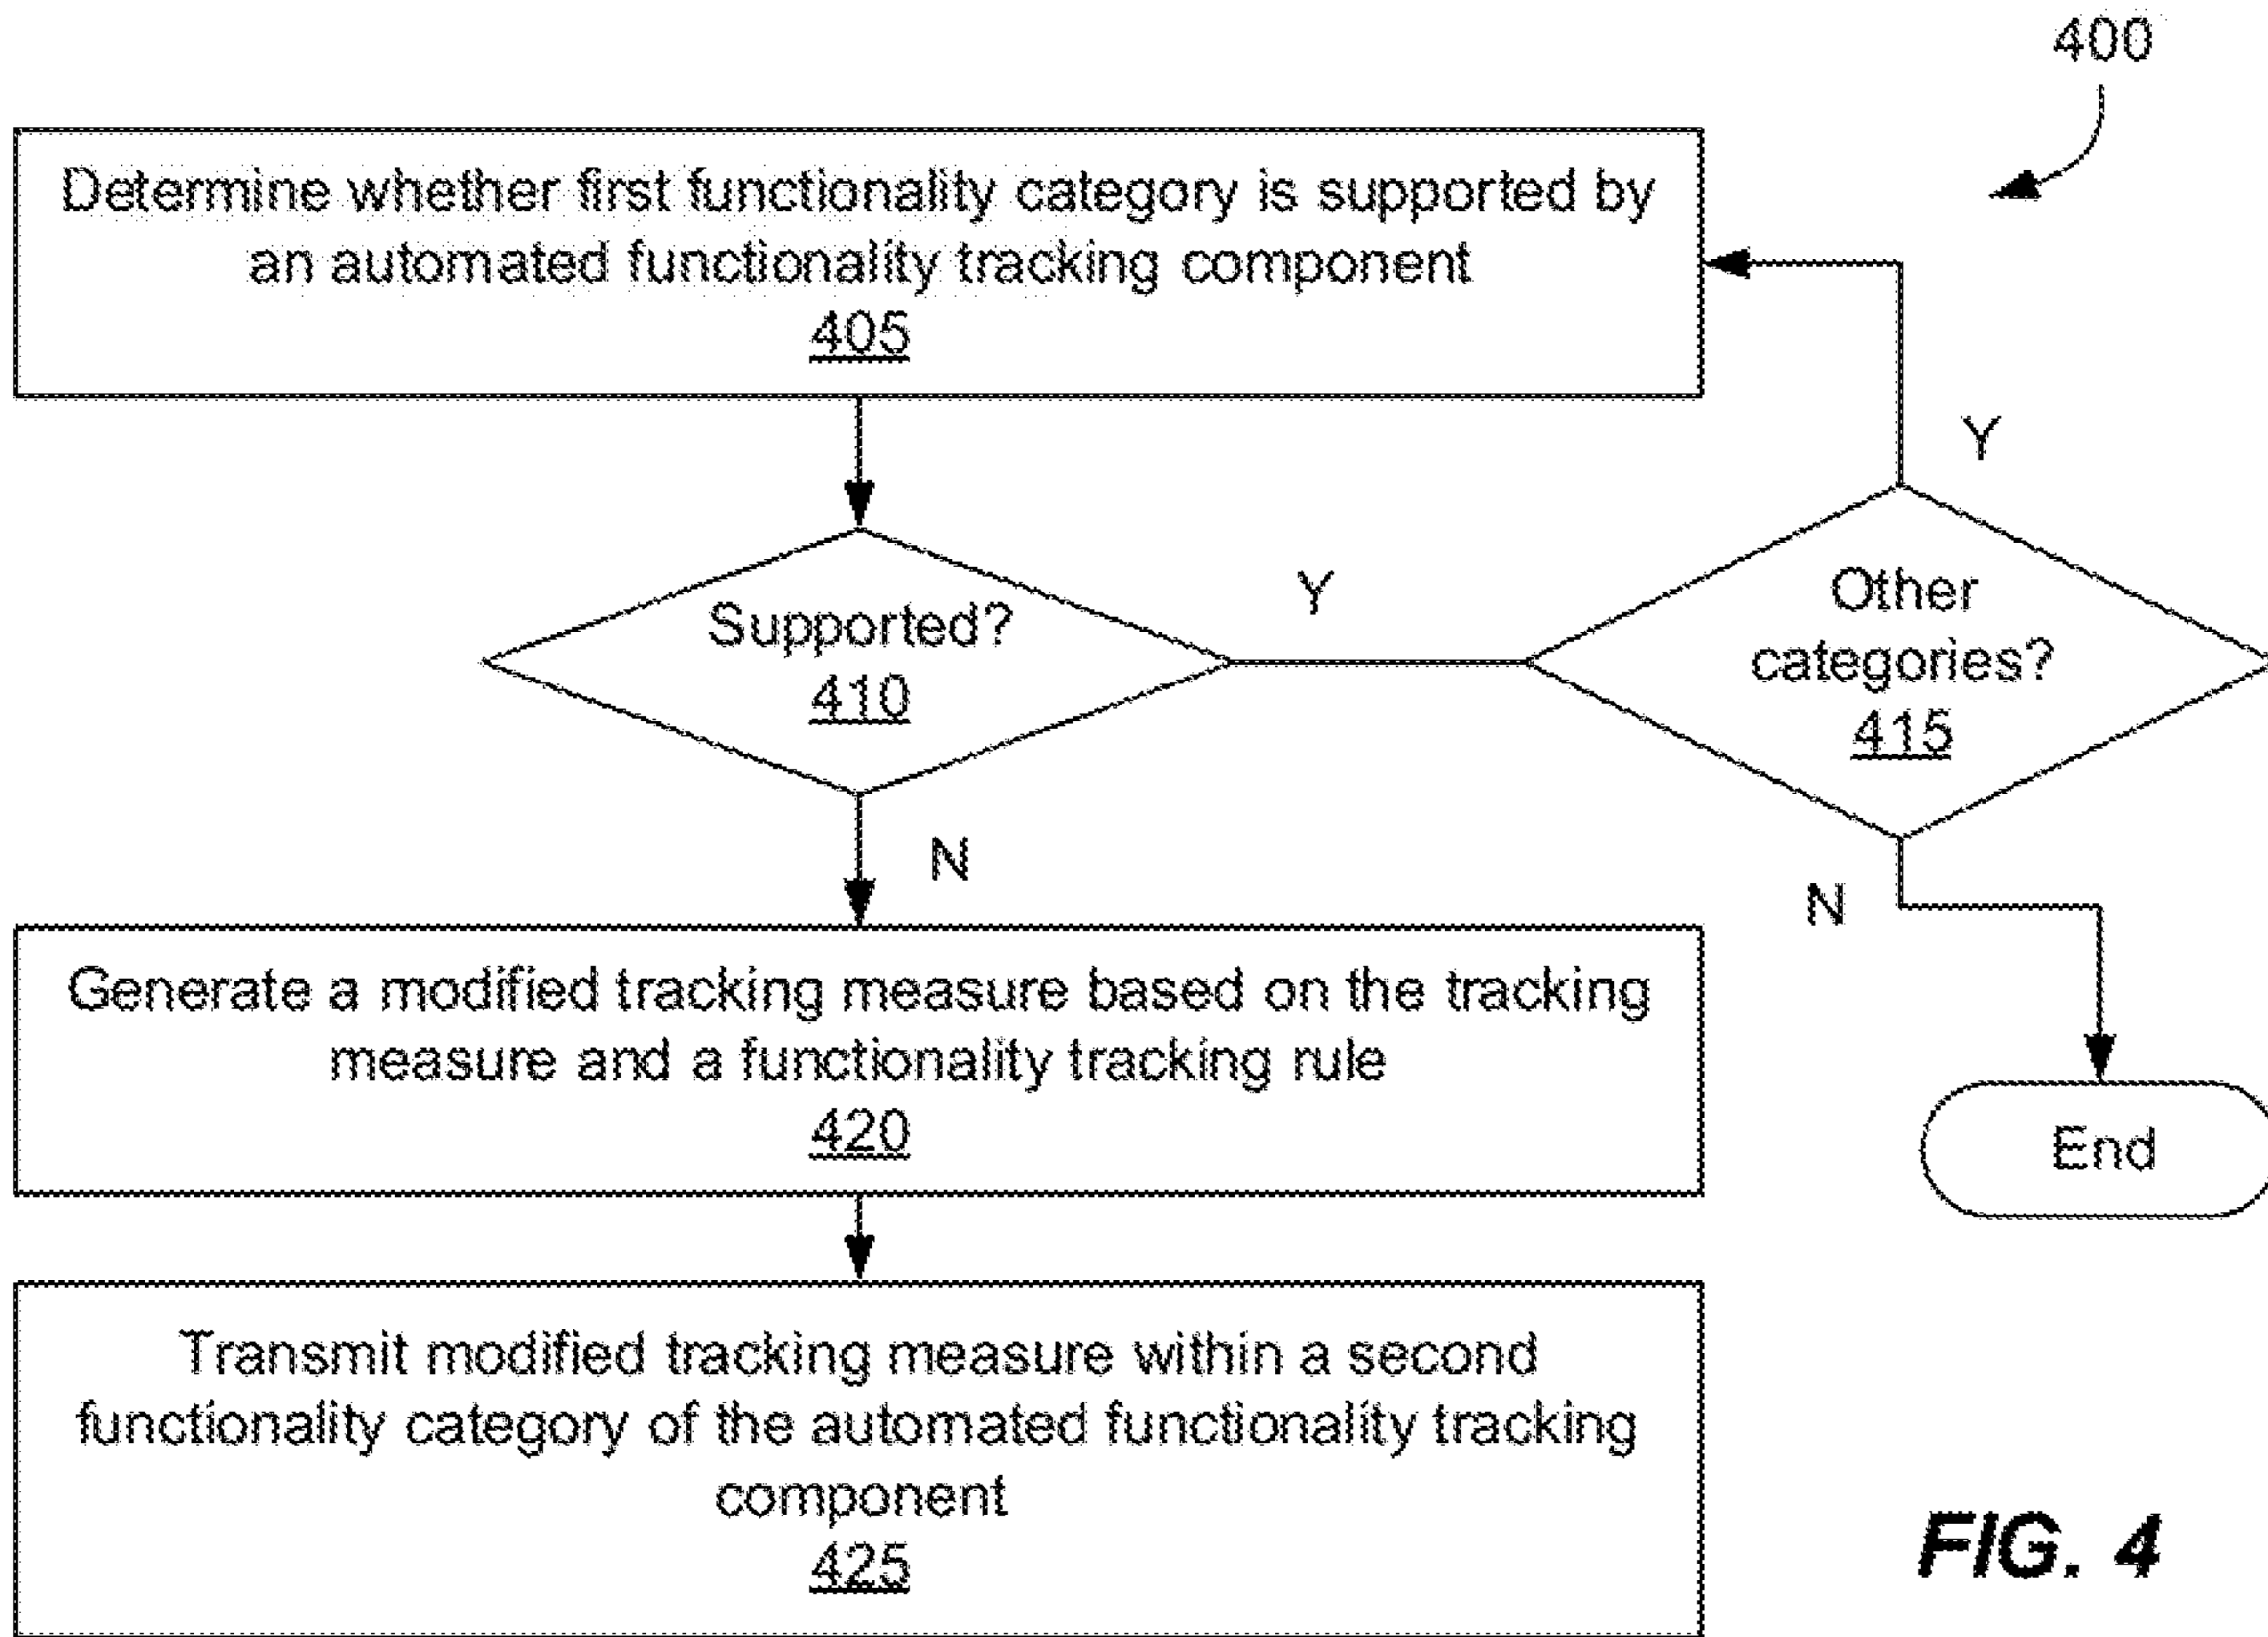 400
Determine whether first functionality category is supported by
an automated functionality tracking component
405
Y
Supported?
410
Y
Other
categories?
415
N
N
Generate a modified tracking measure based on the tracking
measure and a functionality tracking rule
420
End
Transmit modified tracking measure within a second
functionality category of the automated functionality tracking
component
425
FIG. 4